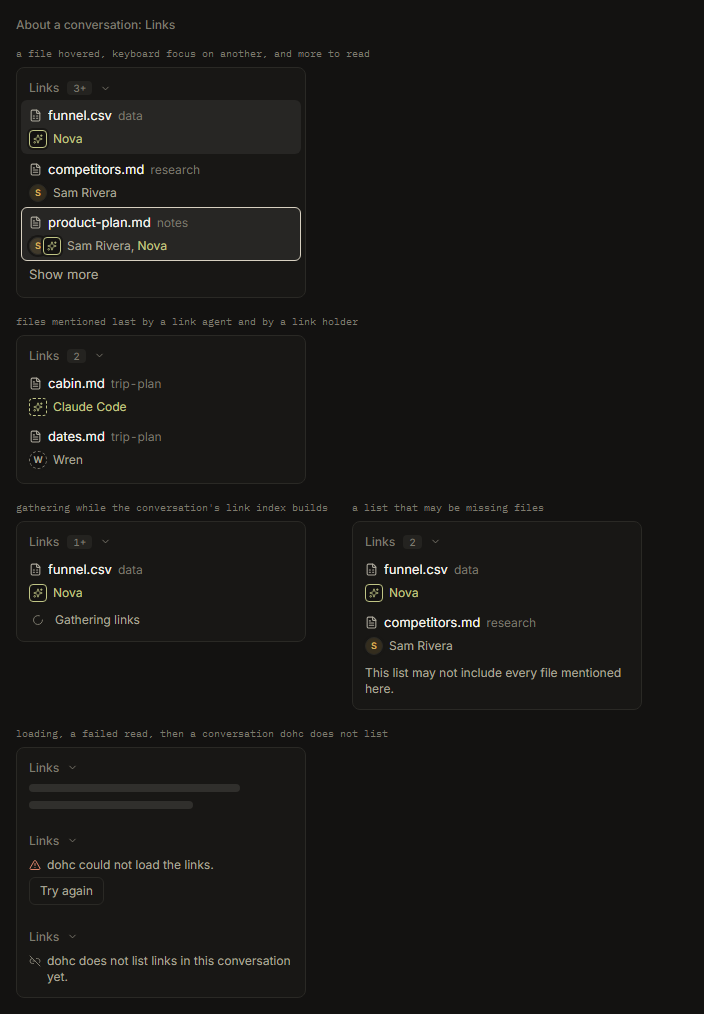 About a conversation: Links
a file hovered, keyboard focus on another, and more to read
Links 3+
funnel.csv data
Nova
competitors.md research
S Sam Rivera
product-plan.md notes
S Sam Rivera, Nova
Show more
files mentioned last by a link agent and by a link holder
Links 2
cabin.md trip-plan
Claude Code
dates.md trip-plan
W Wren
gathering while the conversation's link index builds
Links 1+
funnel.csv data
Nova
Gathering links
a list that may be missing files
Links 2
funnel.csv data
Nova
competitors.md research
S Sam Rivera
This list may not include every file mentioned
here.
loading, a failed read, then a conversation dohc does not list
Links
Links
dohc could not load the links.
Try again
Links
dohc does not list links in this conversation
yet.